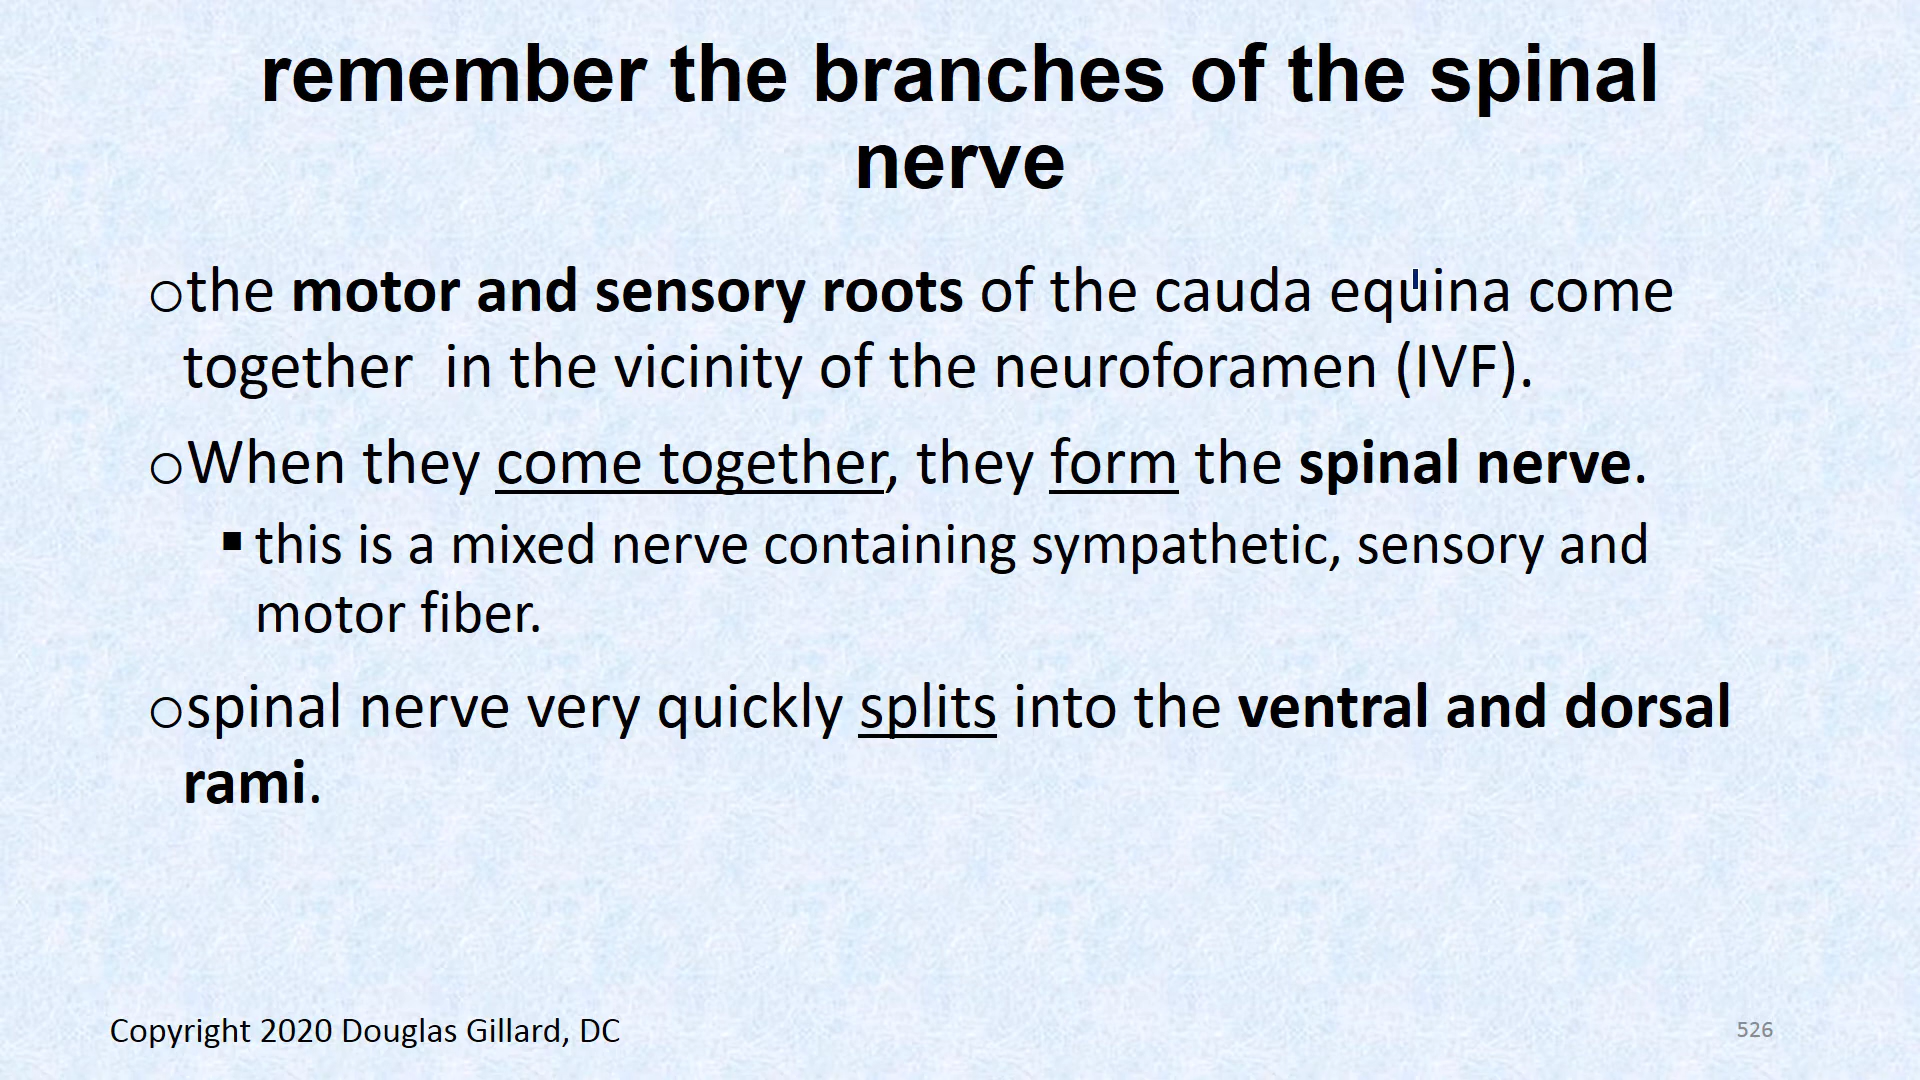 remember the branches of the spinal
nerve
○the motor and sensory roots of the cauda equina come
together  in the vicinity of the neuroforamen (IVF).
○When they come together, they form the spinal nerve.
▪this is a mixed nerve containing sympathetic, sensory and
motor fiber.
○spinal nerve very quickly splits into the ventral and dorsal
rami.
Copyright 2020 Douglas Gillard, DC
526